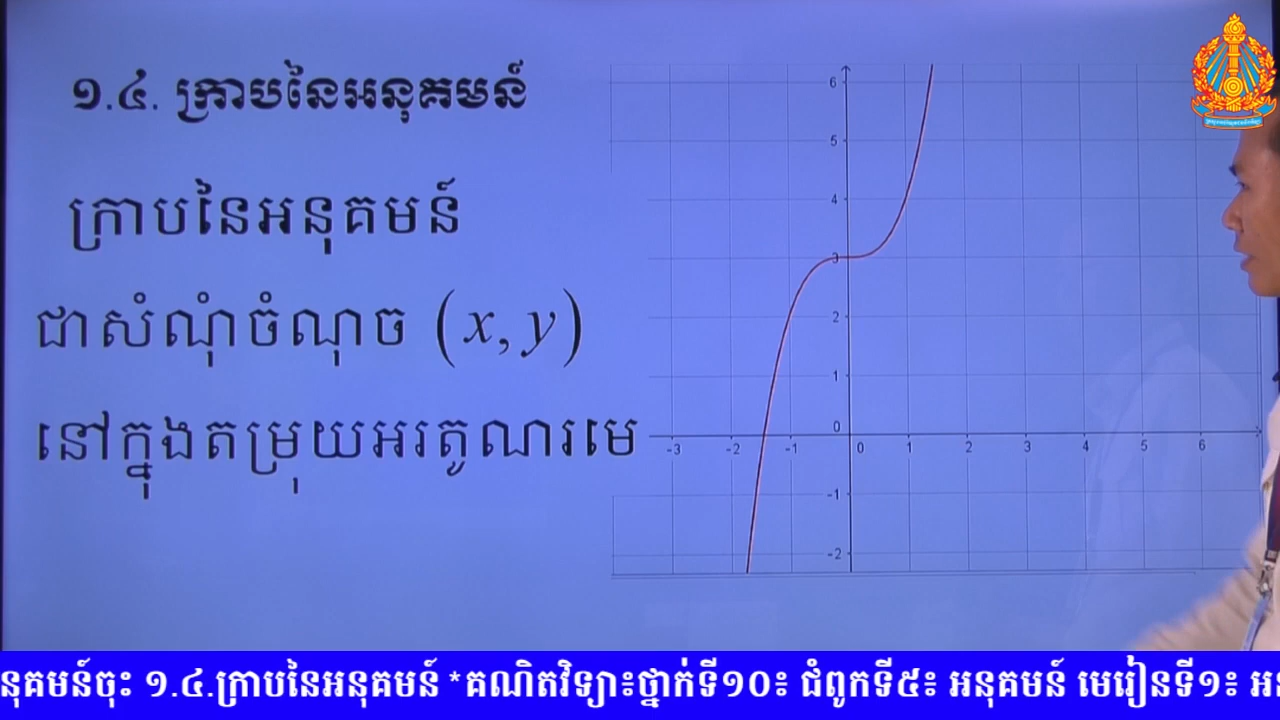 ១.៤. ក្រាបនៃអនុគមន៍
ក្រាបនៃអនុគមន៍
ជាសំណុំចំណុច (x, y)
នៅក្នុងតម្រុយអរតូណរមេ
6
5
4
3
2
1
0
-3 -2 -1 0 1 2 3 4 5 6
-1
-2
នុគមន៍ចុះ ១.៤.ក្រាបនៃអនុគមន៍ *គណិតវិទ្យា៖ថ្នាក់ទី១០៖ ជំពូកទី៥៖ អនុគមន៍ មេរៀនទី១៖ អ